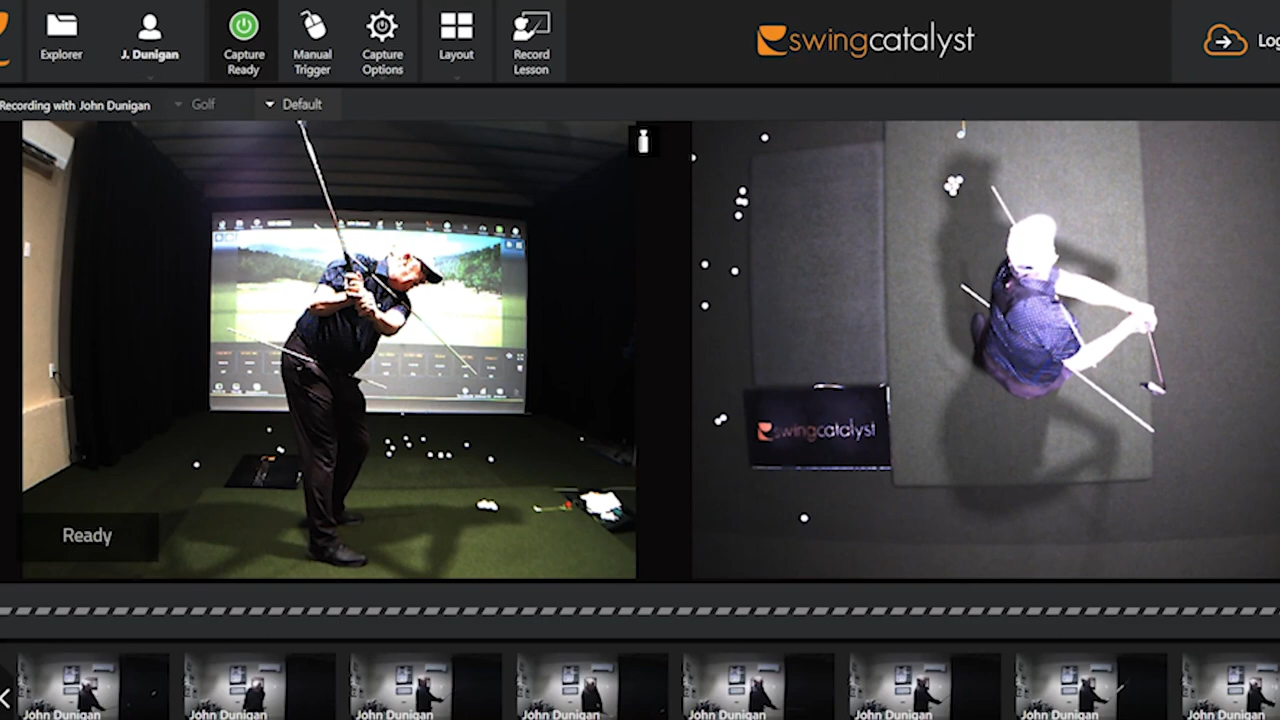 Explorer
J. Dunigan
Capture
Ready
Manual
Trigger
Capture
Options
Layout
Record
Lesson
swingcatalyst
Recording with John Dunigan
Golf
Default
Ready
swingcatalyst
John Dunigan
John Dunigan
John Dunigan
John Dunigan
John Dunigan
John Dunigan
John Dunigan
John Dunigan